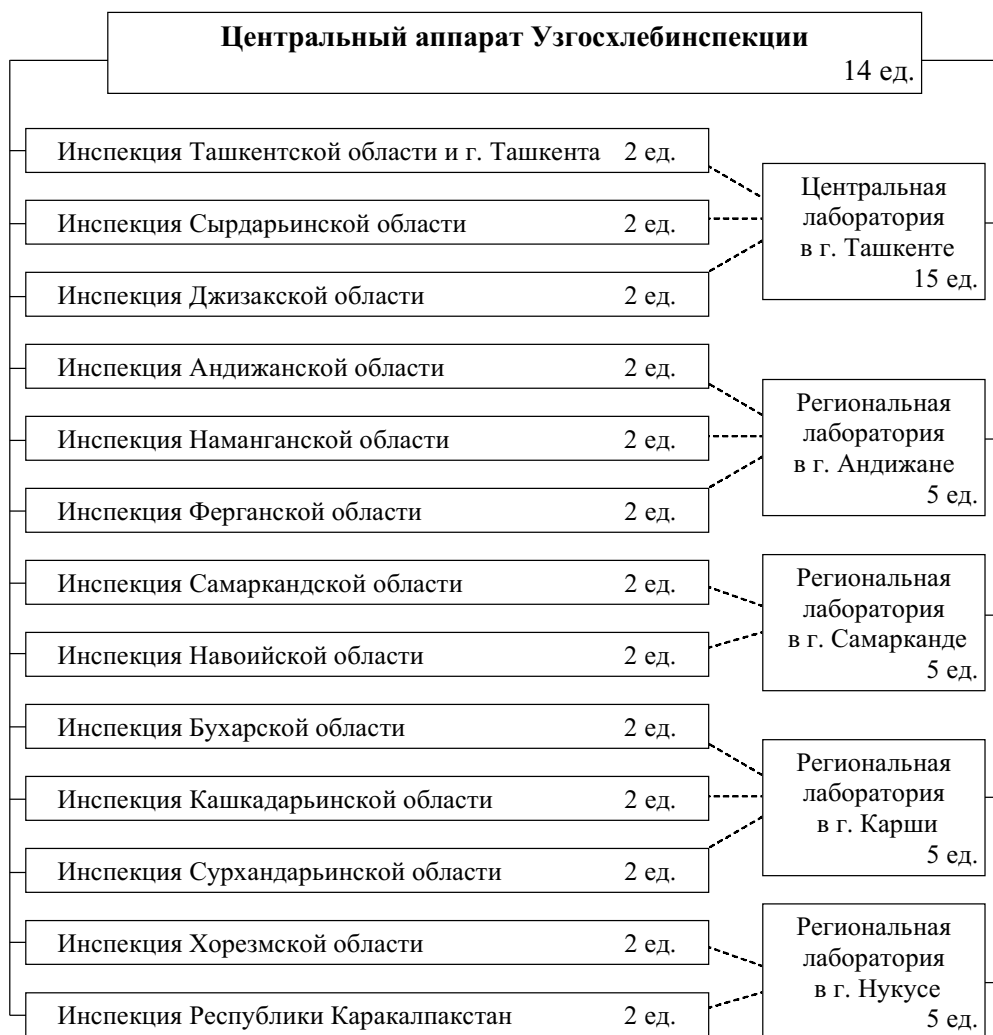 Центральный аппарат Узгосхлебинспекции
14 ед.
Инспекция Ташкентской области и г. Ташкента 2 ед.
Инспекция Сырдарьинской области 2 ед.
Инспекция Джизакской области 2 ед.
Центральная
лаборатория
в г. Ташкенте
15 ед.
Инспекция Андижанской области 2 ед.
Инспекция Наманганской области 2 ед.
Инспекция Ферганской области 2 ед.
Региональная
лаборатория
в г. Андижане
5 ед.
Инспекция Самаркандской области 2 ед.
Инспекция Навоийской области 2 ед.
Региональная
лаборатория
в г. Самарканде
5 ед.
Инспекция Бухарской области 2 ед.
Инспекция Кашкадарьинской области 2 ед.
Инспекция Сурхандарьинской области 2 ед.
Региональная
лаборатория
в г. Карши
5 ед.
Инспекция Хорезмской области 2 ед.
Инспекция Республики Каракалпакстан 2 ед.
Региональная
лаборатория
в г. Нукусе
5 ед.